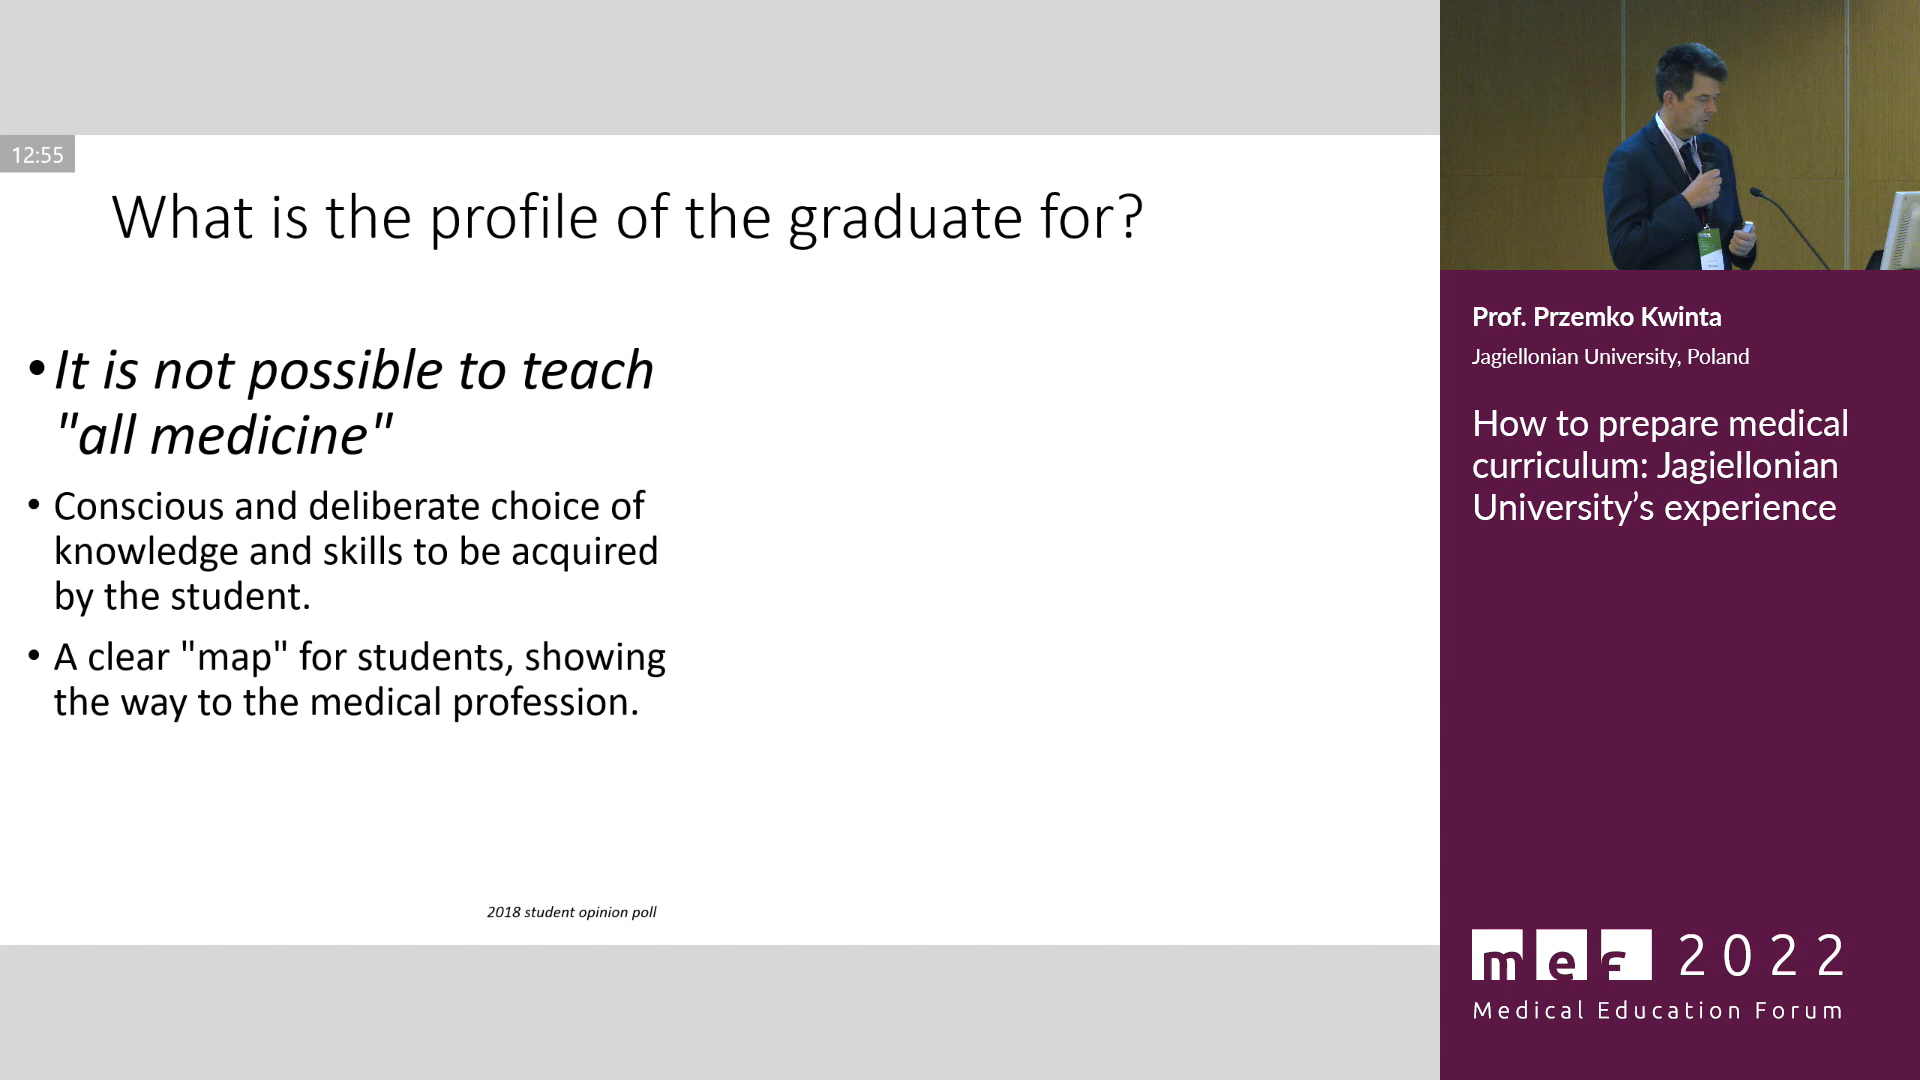 12:55
What is the profile of the graduate for?
• It is not possible to teach
"all medicine"
• Conscious and deliberate choice of
knowledge and skills to be acquired
by the student.
• A clear "map" for students, showing
the way to the medical profession.
2018 student opinion poll
Prof. Przemko Kwinta
Jagiellonian University, Poland
How to prepare medical
curriculum: Jagiellonian
University’s experience
mef 2022
Medical Education Forum